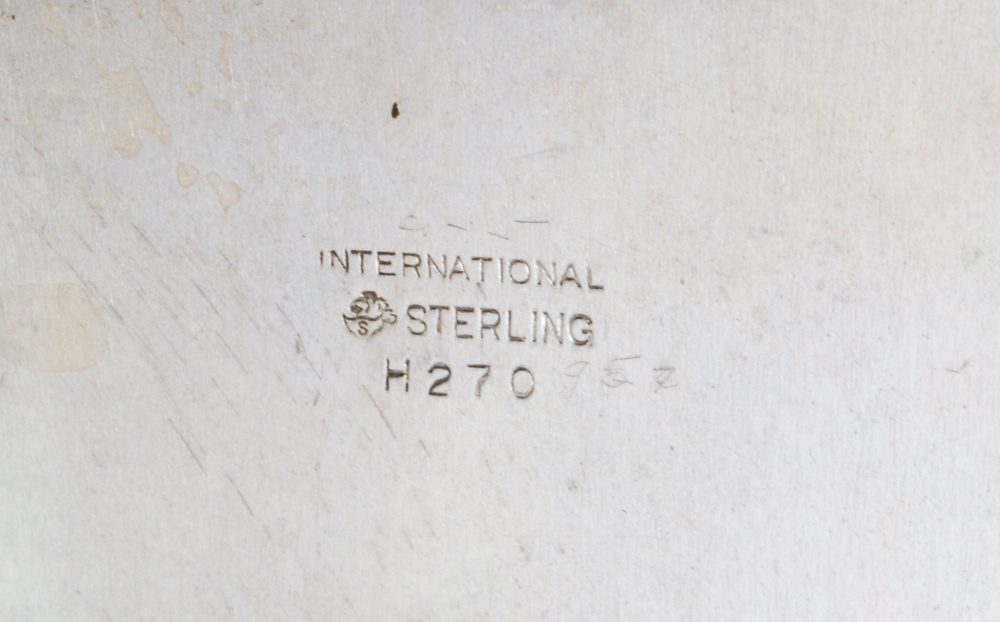 INTERNATIONAL
S STERLING
H270